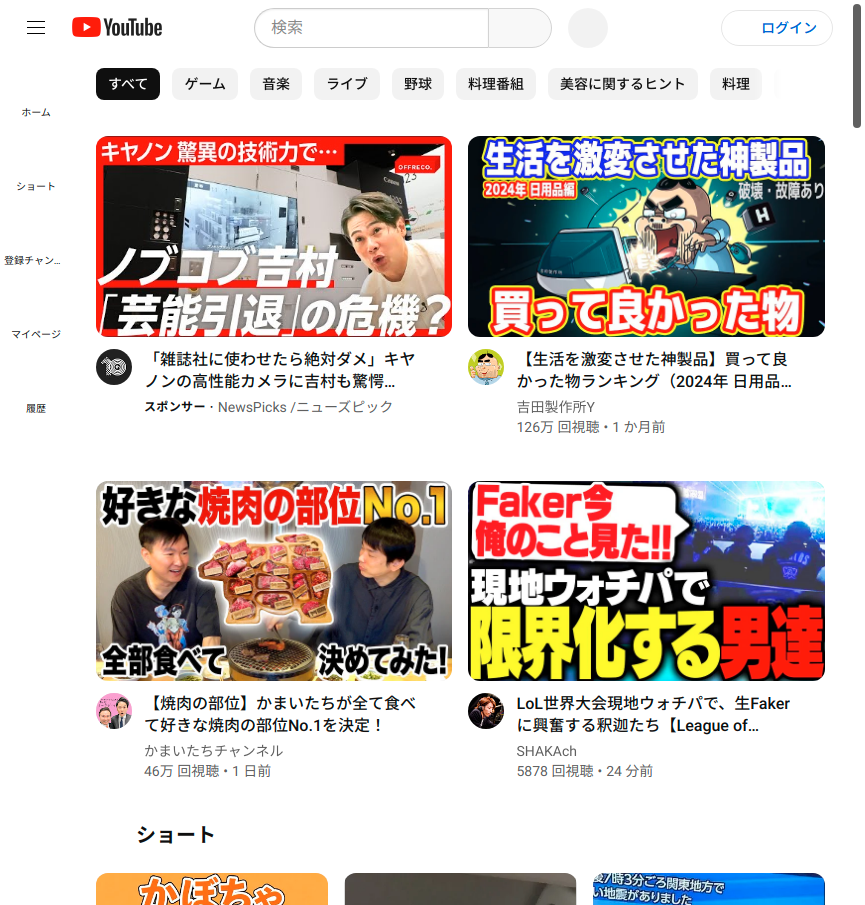 YouTube
検索
ログイン
すべて
ゲーム
音楽
ライブ
野球
料理番組
美容に関するヒント
料理
ホーム
ショート
登録チャン...
マイページ
履歴
キヤノン 驚異の技術力で…
OFFRECO.
Canon
ノブコブ吉村
「芸能引退」の危機？
「雑誌社に使わせたら絶対ダメ」キヤ
ノンの高性能カメラに吉村も驚愕...
スポンサー・NewsPicks /ニューズピック
生活を激変させた神製品
2024年 日用品編
破壊・故障あり
H
買って良かった物
【生活を激変させた神製品】買って良
かった物ランキング（2024年 日用品...
吉田製作所Y
126万 回視聴・1 か月前
好きな焼肉の部位No.1
全部食べて
決めてみた!
【焼肉の部位】かまいたちが全て食べ
て好きな焼肉の部位No.1を決定！
かまいたちチャンネル
46万 回視聴・1 日前
Faker今
俺のこと見た!!
現地ウォチパで
限界化する男達
LoL世界大会現地ウォチパで、生Faker
に興奮する釈迦たち【League of...
SHAKAch
5878 回視聴・24 分前
ショート
かぼちゃ
後7時3分ごろ関東地方で
い地震がありました